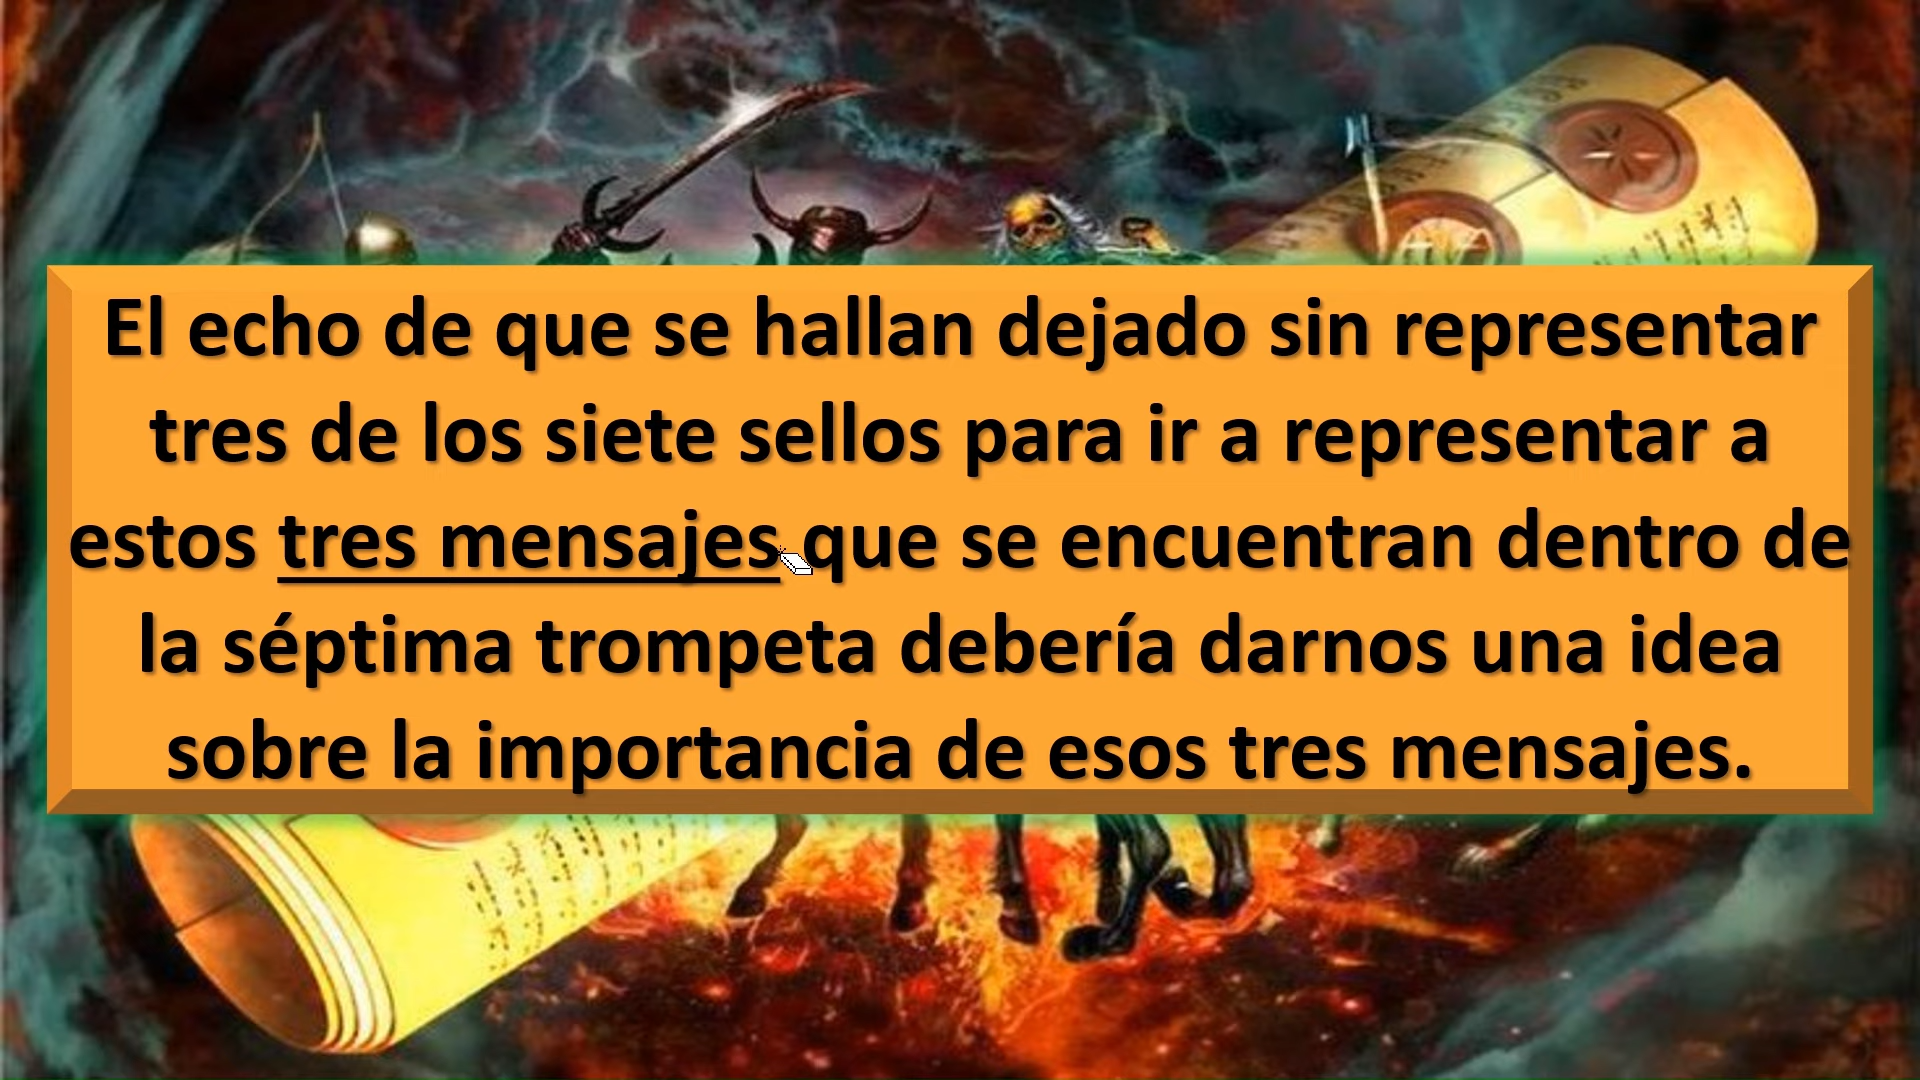 El echo de que se hallan dejado sin representar
tres de los siete sellos para ir a representar a
estos tres mensajes que se encuentran dentro de
la séptima trompeta debería darnos una idea
sobre la importancia de esos tres mensajes.